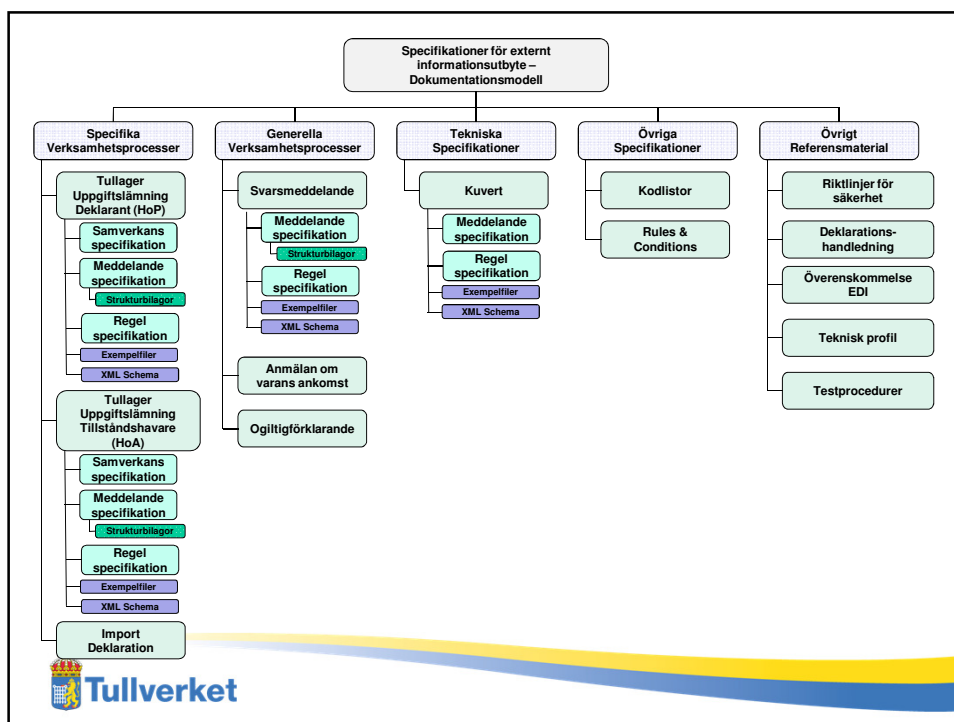 Specifikationer för externt
informationsutbyte –
Dokumentationsmodell
Specifika
Verksamhetsprocesser
Tullager
Uppgiftslämning
Deklarant (HoP)
Samverkans
specifikation
Meddelande
specifikation
Strukturbilagor
Regel
specifikation
Exempelfiler
XML Schema
Tullager
Uppgiftslämning
Tillståndshavare
(HoA)
Samverkans
specifikation
Meddelande
specifikation
Strukturbilagor
Regel
specifikation
Exempelfiler
XML Schema
Import
Deklaration
Generella
Verksamhetsprocesser
Svarsmeddelande
Meddelande
specifikation
Strukturbilagor
Regel
specifikation
Exempelfiler
XML Schema
Anmälan om
varans ankomst
Ogiltigförklarande
Tekniska
Specifikationer
Kuvert
Meddelande
specifikation
Regel
specifikation
Exempelfiler
XML Schema
Övriga
Specifikationer
Kodlistor
Rules &
Conditions
Övrigt
Referensmaterial
Riktlinjer för
säkerhet
Deklarations-
handledning
Överenskommelse
EDI
Teknisk profil
Testprocedurer
Tullverket